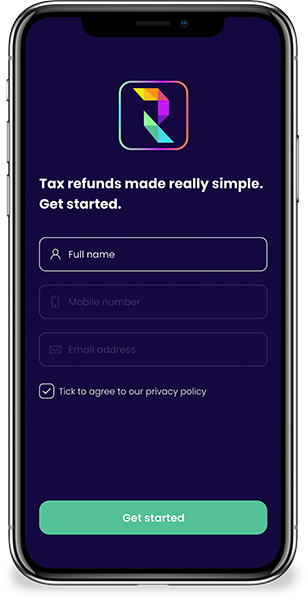 Tax refunds made really simple.
Get started.
Full name
Mobile number
Email address
Tick to agree to our privacy policy
Get started